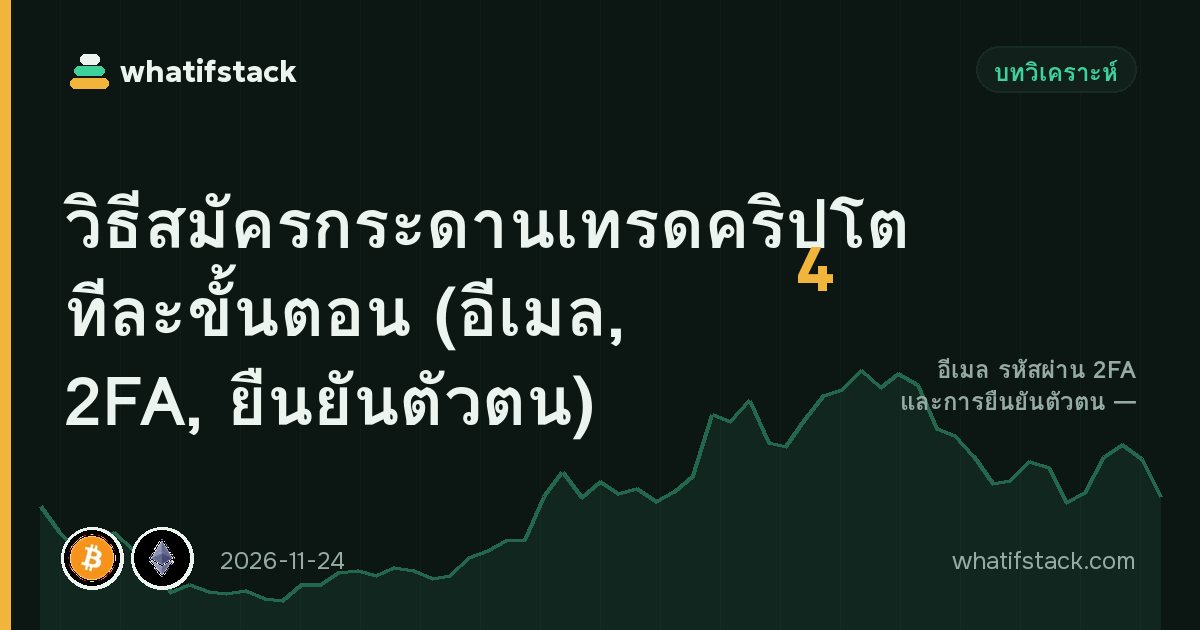 whatifstack
บทวิเคราะห์
วิธีสมัครกระดานเทรดคริปโต
4
ทีละขั้นตอน (อีเมล,
2FA, ยืนยันตัวตน)
อีเมล รหัสผ่าน 2FA
และการยืนยันตัวตน —
2026-11-24
whatifstack.com